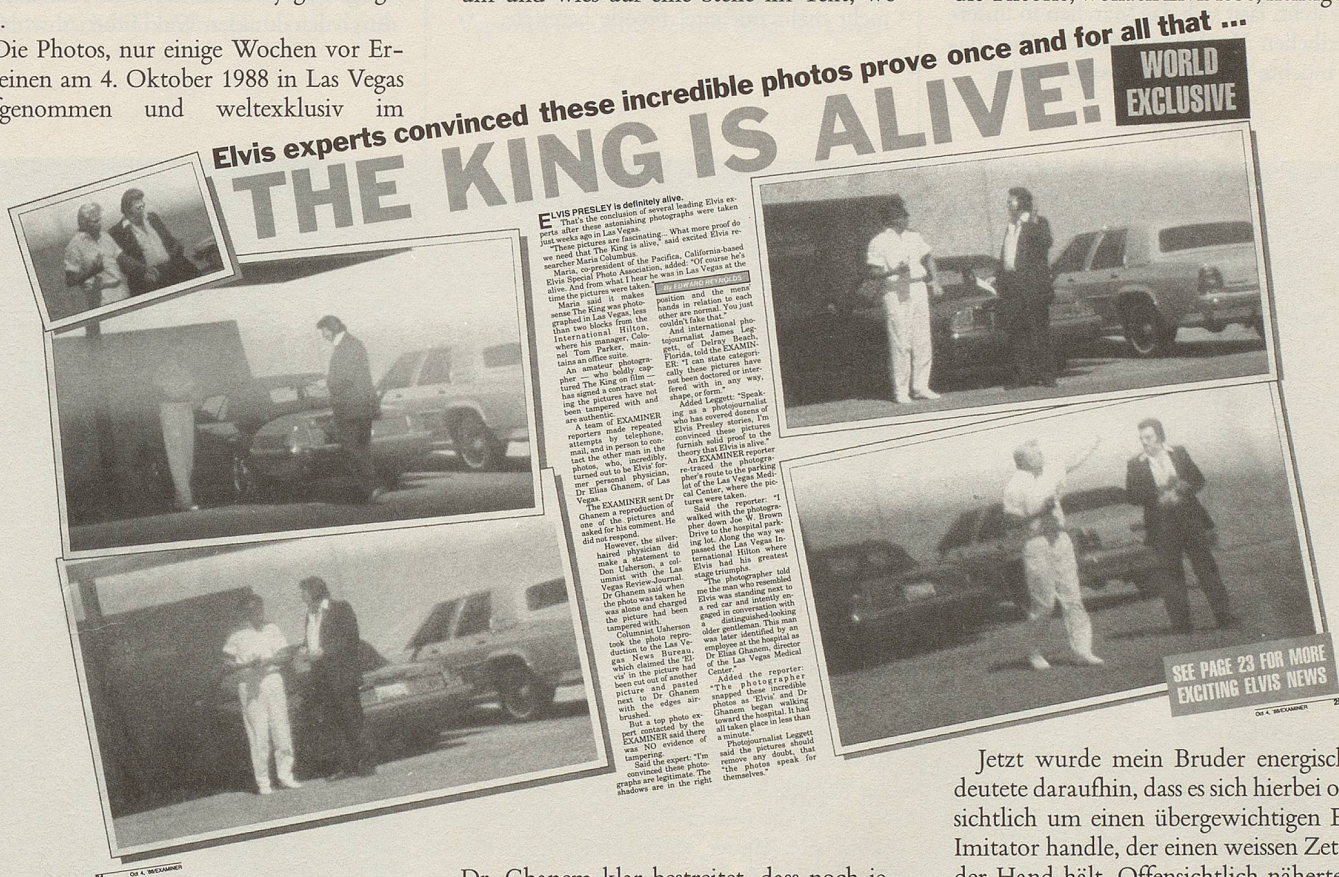 Die Photos, nur einige Wochen vor Er-
einen am 4. Oktober 1988 in Las Vegas
genommen und weltexklusiv im
Elvis experts convinced these incredible photos prove once and for all that ...
THE KING IS ALIVE!
WORLD
EXCLUSIVE
ELVIS PRESLEY is definitely alive.
That's the conclusion of several leading Elvis ex-
perts after these astonishing photographs were taken
just weeks ago in Las Vegas.
"These pictures are fascinating... What more proof do
we need that The King is alive," said excited Elvis re-
searcher Maria Columbus.
Maria, co-president of the Pacifica, California-based
Elvis Special Photo Association, added: "Of course he's
alive. And from what I hear he was in Las Vegas at the
time the pictures were taken."
By EDWARD REYNOLDS
Maria said it makes
sense The King was photo-
graphed in Las Vegas, less
than two blocks from the
International Hilton,
where his manager, Colo-
nel Tom Parker, main-
tains an office suite.
An amateur photogra-
pher — who boldly cap-
tured The King on film —
has signed a contract stat-
ing the pictures have not
been tampered with and
are authentic.
A team of EXAMINER
reporters made repeated
attempts by telephone,
mail, and in person to con-
tact the other man in the
photos, who, incredibly,
turned out to be Elvis' for-
mer personal physician,
Dr Elias Ghanem, of Las
Vegas.
The EXAMINER sent Dr
Ghanem a reproduction of
one of the pictures and
asked for his comment. He
did not respond.
However, the silver-
haired physician did
make a statement to
Don Usherson, a col-
umnist with the Las
Vegas Review-Journal.
Dr Ghanem said when
the photo was taken he
was alone and charged
the picture had been
tampered with.
Columnist Usherson
took the photo repro-
duction to the Las Ve-
gas News Bureau,
which claimed the 'El-
vis' in the picture had
been cut out of another
picture and pasted
next to Dr Ghanem
with the edges air-
brushed.
But a top photo ex-
pert contacted by the
EXAMINER said there
was NO evidence of
tampering.
Said the expert: "I'm
convinced these photo-
graphs are legitimate. The
shadows are in the right
position and the mens'
hands in relation to each
other are normal. You just
couldn't fake that."
And international pho-
tojournalist James Leg-
gett, of Delray Beach,
Florida, told the EXAMIN-
ER: "I can state categori-
cally these pictures have
not been doctored or inter-
fered with in any way,
shape, or form."
Added Leggett: "Speak-
ing as a photojournalist
who has covered dozens of
Elvis Presley stories, I'm
convinced these pictures
furnish solid proof to the
theory that Elvis is alive."
An EXAMINER reporter
re-traced the photogra-
pher's route to the parking
lot of the Las Vegas Medi-
cal Center, where the pic-
tures were taken.
Said the reporter: "I
walked with the photogra-
pher down Joe W. Brown
Drive to the hospital park-
ing lot. Along the way we
passed the Las Vegas In-
ternational Hilton where
Elvis had his greatest
stage triumphs.
"The photographer told
me the man who resembled
Elvis was standing next to
a red car and intently en-
gaged in conversation with
a distinguished-looking
older gentleman. This man
was later identified by an
employee at the hospital as
Dr Elias Ghanem, director
of the Las Vegas Medical
Center."
Added the reporter:
"The photographer
snapped these incredible
photos as 'Elvis' and Dr
Ghanem began walking
toward the hospital. It had
all taken place in less than
a minute."
Photojournalist Leggett
said the pictures should
remove any doubt, that
"the photos speak for
themselves."
SEE PAGE 23 FOR MORE
EXCITING ELVIS NEWS
Oct 4, '88/EXAMINER
Oct 4, '88/EXAMINER
Jetzt wurde mein Bruder energisch
deutete daraufhin, dass es sich hierbei o
sichtlich um einen übergewichtigen E
Imitator handle, der einen weissen Zet
der Hand hält. Offensichtlich näherte
Dr. Ghanem klar bestreitet, dass noch je